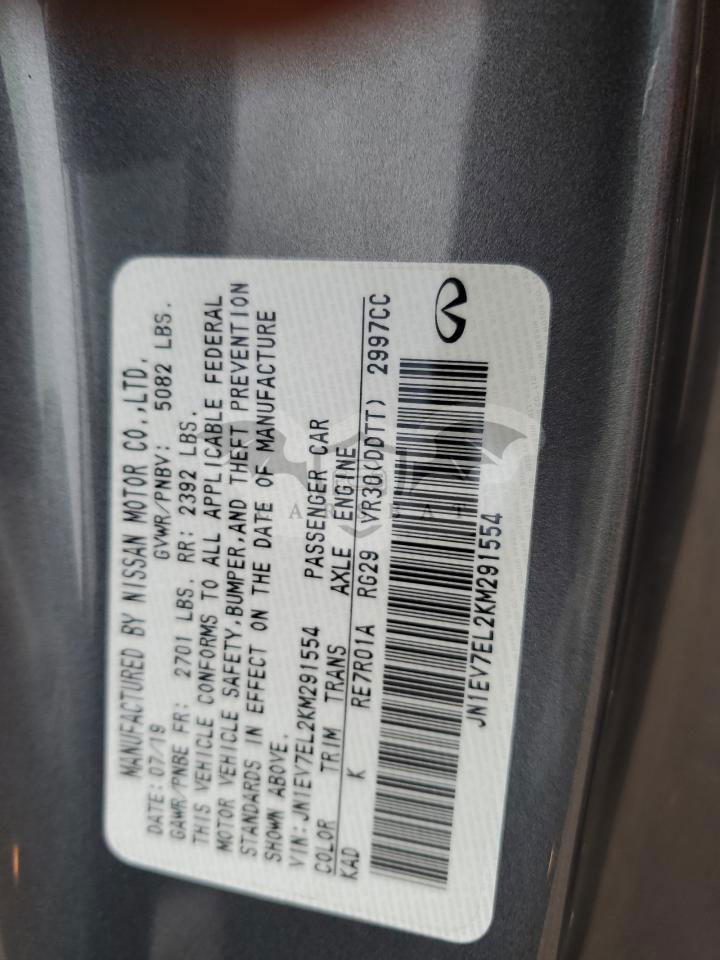 MANUFACTURED BY NISSAN MOTOR CO.,LTD.
DATE: 07/19 GVWR/PNBV: 5082 LBS.
GAWR/PNBE FR: 2701 LBS. RR: 2392 LBS.
THIS VEHICLE CONFORMS TO ALL APPLICABLE FEDERAL
MOTOR VEHICLE SAFETY,BUMPER,AND THEFT PREVENTION
STANDARDS IN EFFECT ON THE DATE OF MANUFACTURE
SHOWN ABOVE.
VIN:JN1EV7EL2KM291554 PASSENGER CAR
COLOR TRIM TRANS AXLE ENGINE
KAD K RE7R01A RG29 VR30(DDTT) 2997CC
JN1EV7EL2KM291554